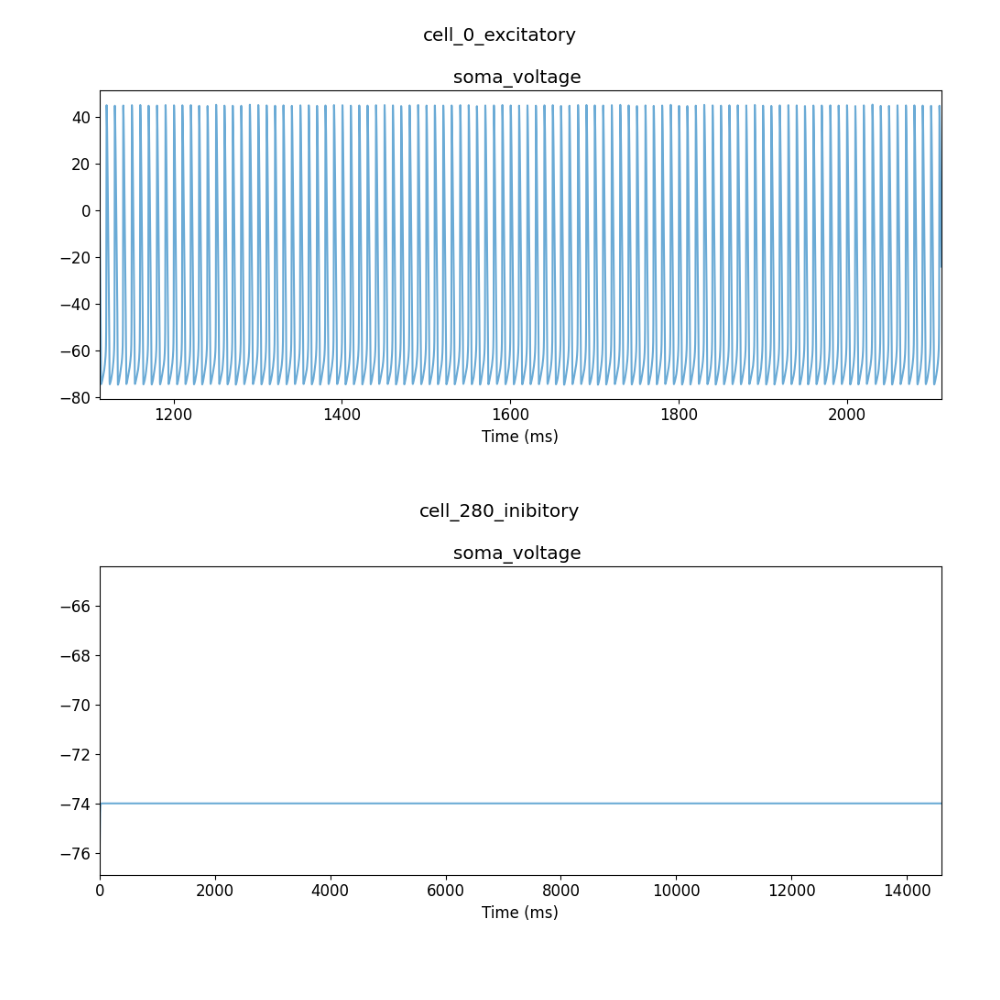 cell_0_excitatory
soma_voltage
40
20
0
−20
−40
−60
−80
1200 1400 1600 1800 2000
Time (ms)
cell_280_inibitory
soma_voltage
−66
−68
−70
−72
−74
−76
0 2000 4000 6000 8000 10000 12000 14000
Time (ms)